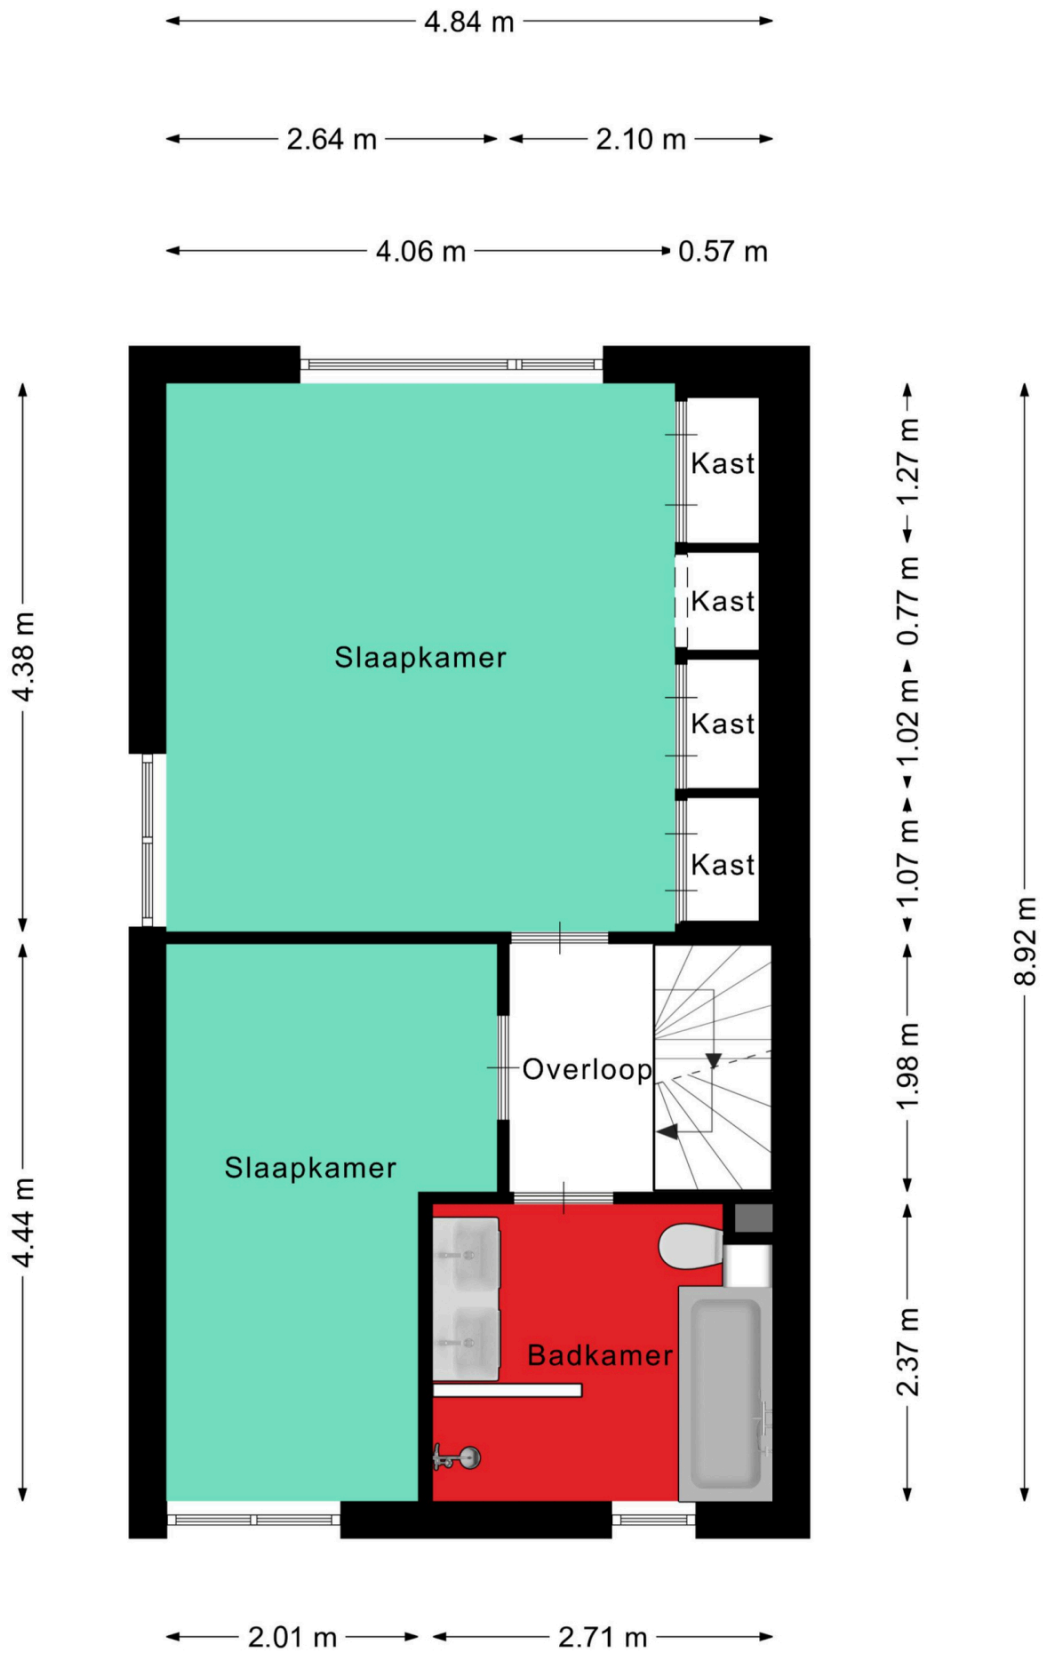 4.84 m
2.64 m
2.10 m
4.06 m
0.57 m
1.27 m
Kast
0.77 m
Kast
4.38 m
Slaapkamer
1.02 m
Kast
1.07 m
Kast
8.92 m
1.98 m
Overloop
Slaapkamer
4.44 m
2.37 m
Badkamer
2.01 m
2.71 m